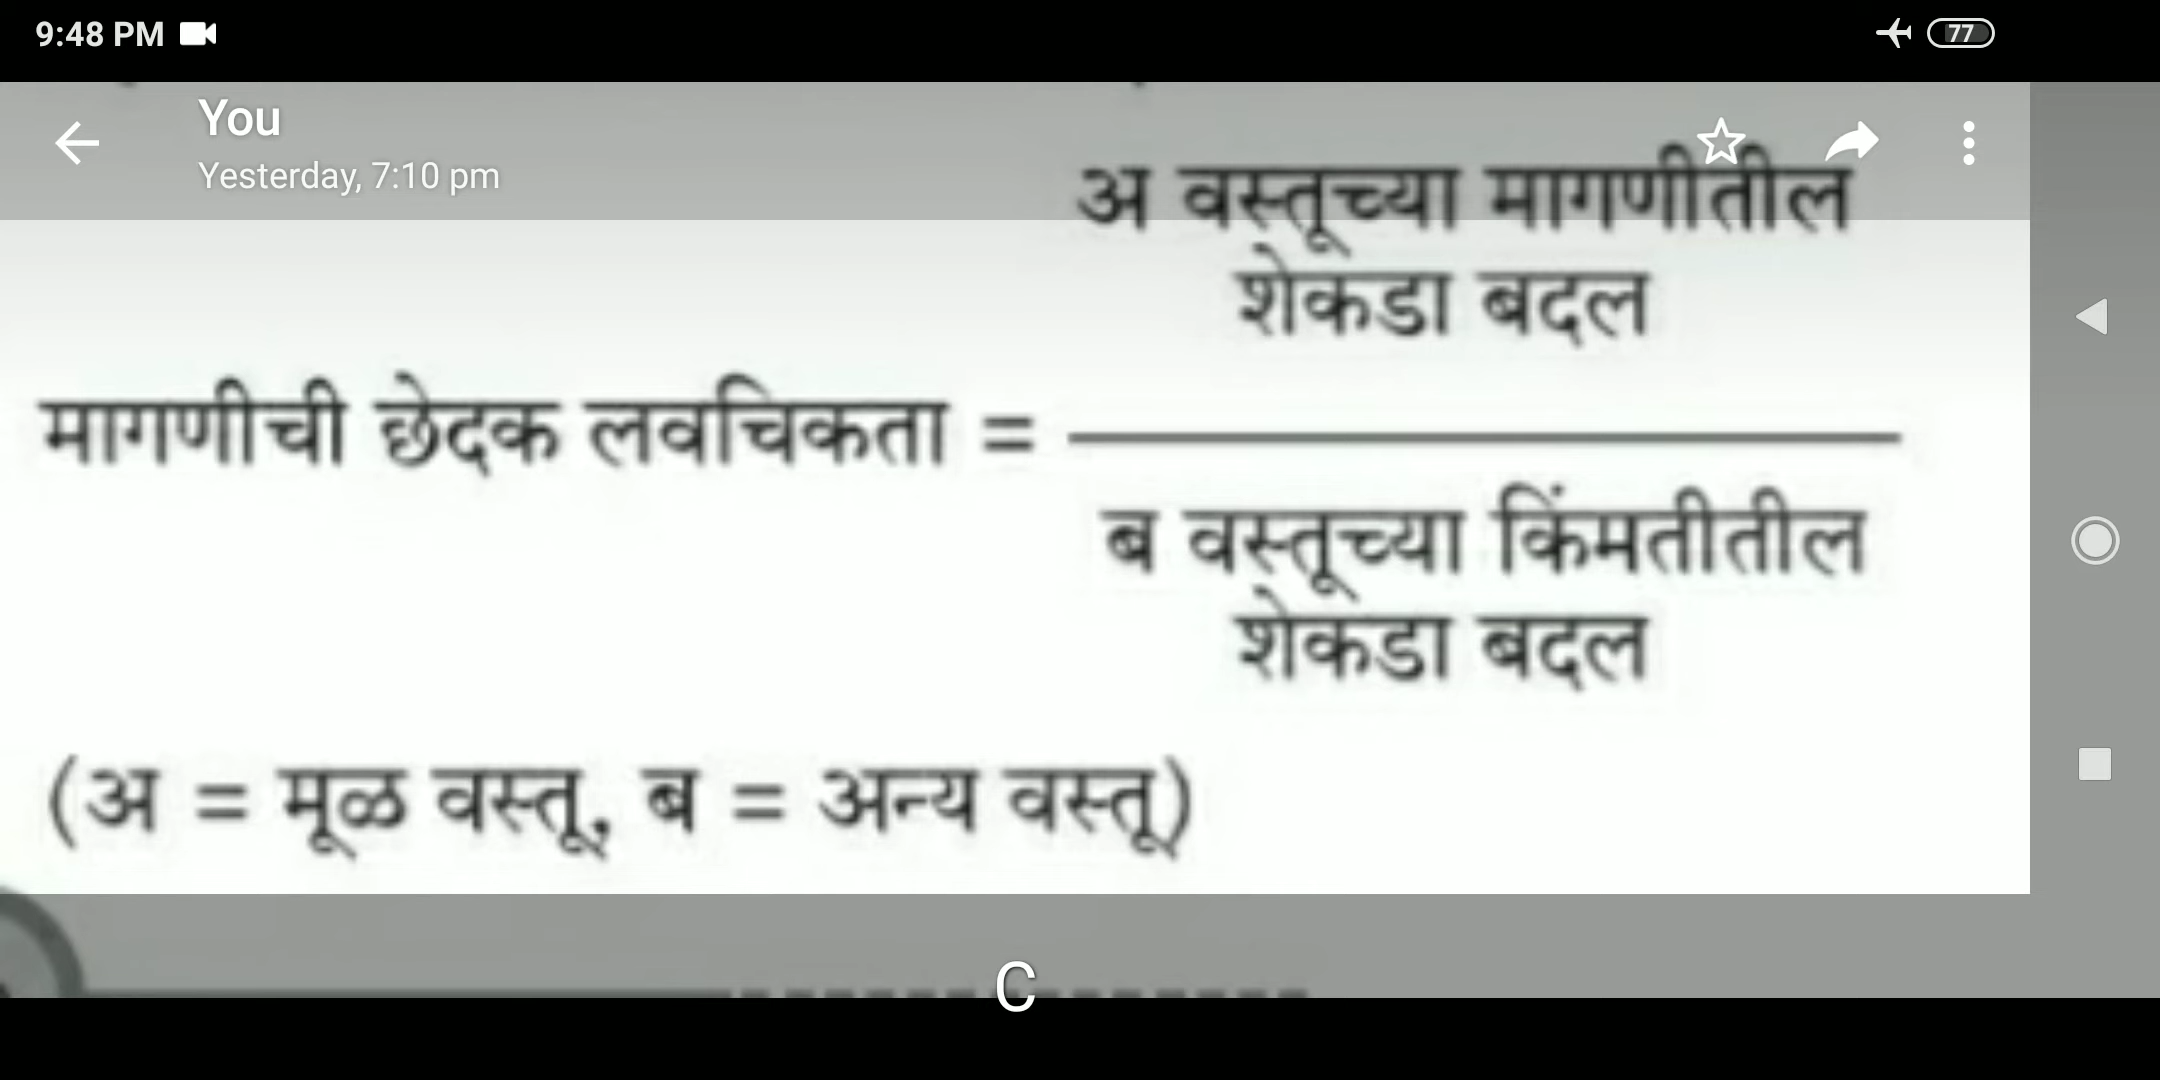 9:48 PM
77
You
Yesterday, 7:10 pm
अ वस्तूच्या मागणीतील
शेकडा बदल
मागणीची छेदक लवचिकता =
ब वस्तूच्या किंमतीतील
शेकडा बदल
(अ = मूळ वस्तू, ब = अन्य वस्तू)
C